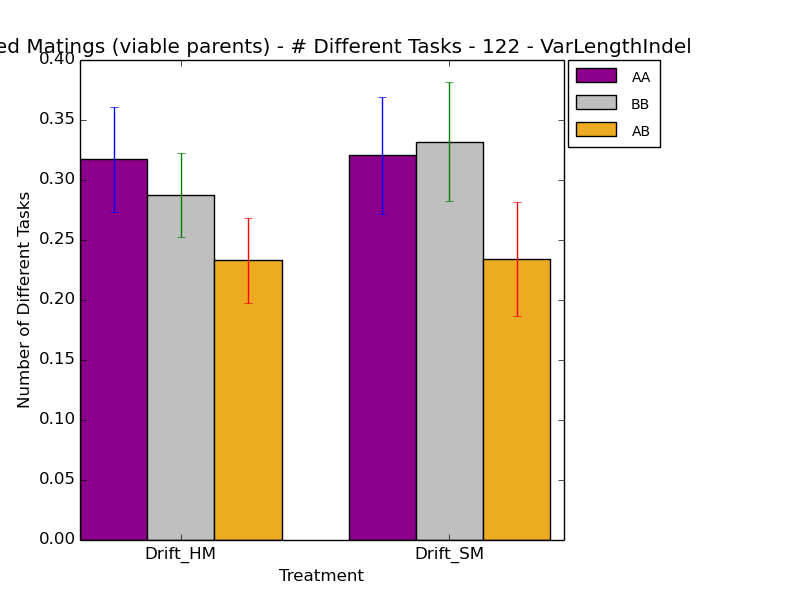 Matings (viable parents) - # Different Tasks - 122 - VarLengthIndel
0.40
0.35
0.30
0.25
0.20
0.15
0.10
0.05
0.00
Number of Different Tasks
AA
BB
AB
Drift_HM
Drift_SM
Treatment